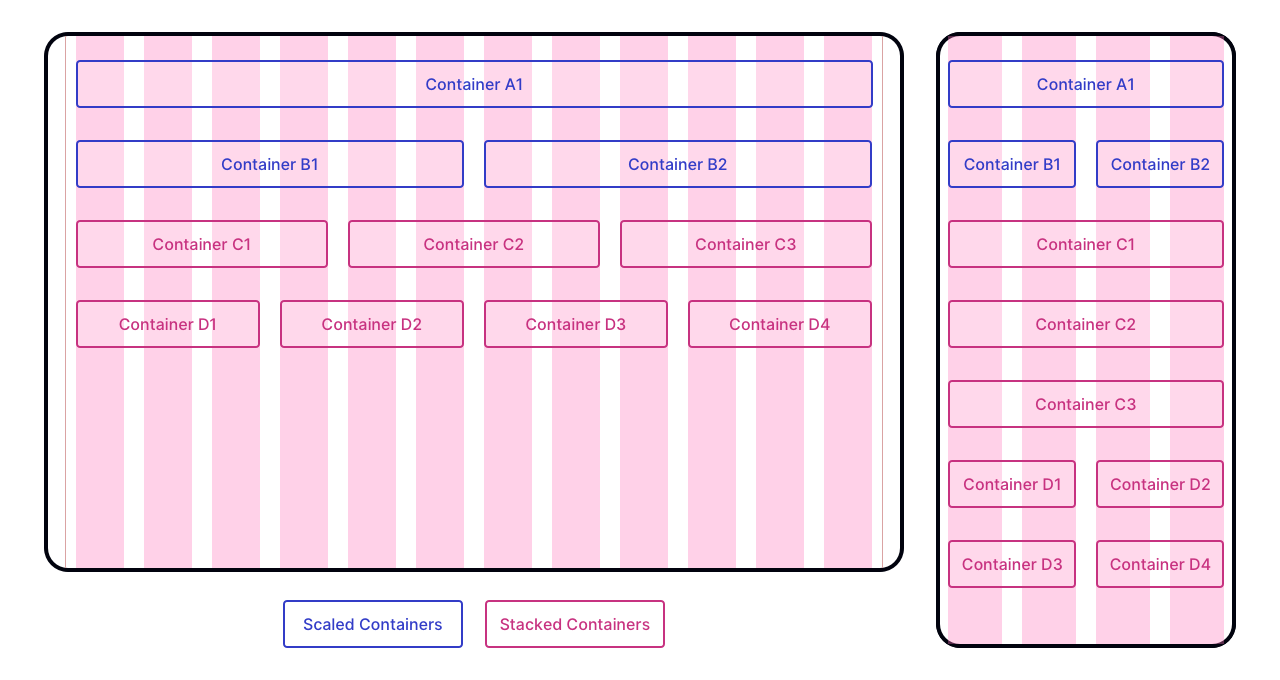 Container A1
Container B1
Container B2
Container C1
Container C2
Container C3
Container D1
Container D2
Container D3
Container D4
Scaled Containers
Stacked Containers
Container A1
Container B1
Container B2
Container C1
Container C2
Container C3
Container D1
Container D2
Container D3
Container D4